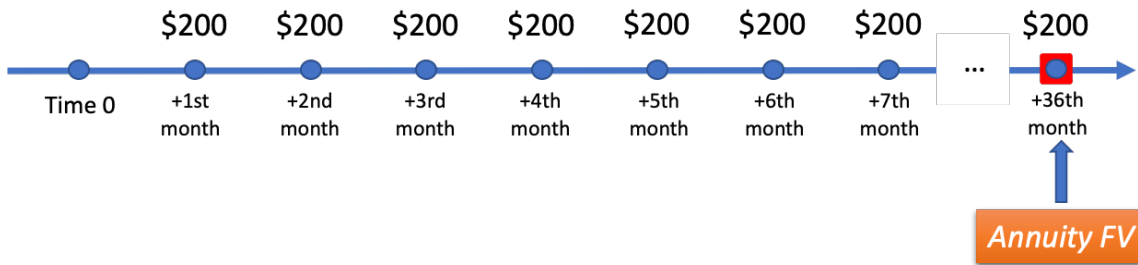 $200 $200 $200 $200 $200 $200 $200 $200
...
Time 0 +1st +2nd +3rd +4th +5th +6th +7th +36th
month month month month month month month month
Annuity FV